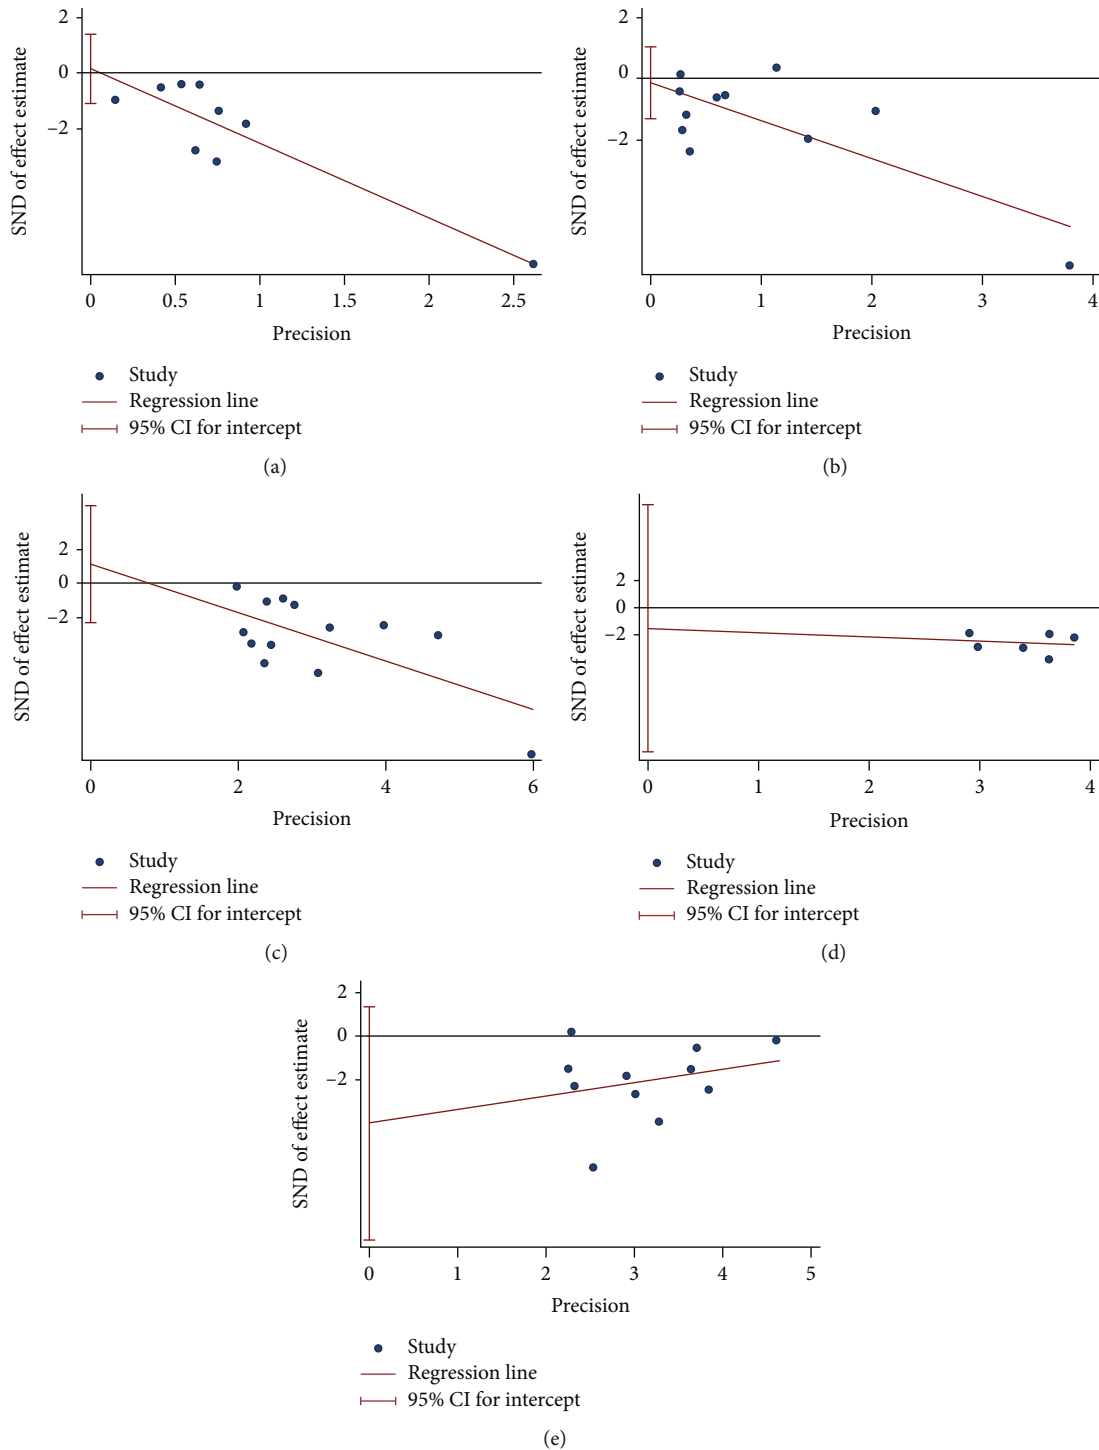 2
0
−2
SND of effect estimate
0 0.5 1 1.5 2 2.5
Precision
Study
Regression line
95% CI for intercept
(a)
2
0
−2
SND of effect estimate
0 1 2 3 4
Precision
Study
Regression line
95% CI for intercept
(b)
2
0
−2
SND of effect estimate
0 2 4 6
Precision
Study
Regression line
95% CI for intercept
(c)
2
0
−2
SND of effect estimate
0 1 2 3 4
Precision
Study
Regression line
95% CI for intercept
(d)
2
0
−2
SND of effect estimate
0 1 2 3 4 5
Precision
Study
Regression line
95% CI for intercept
(e)